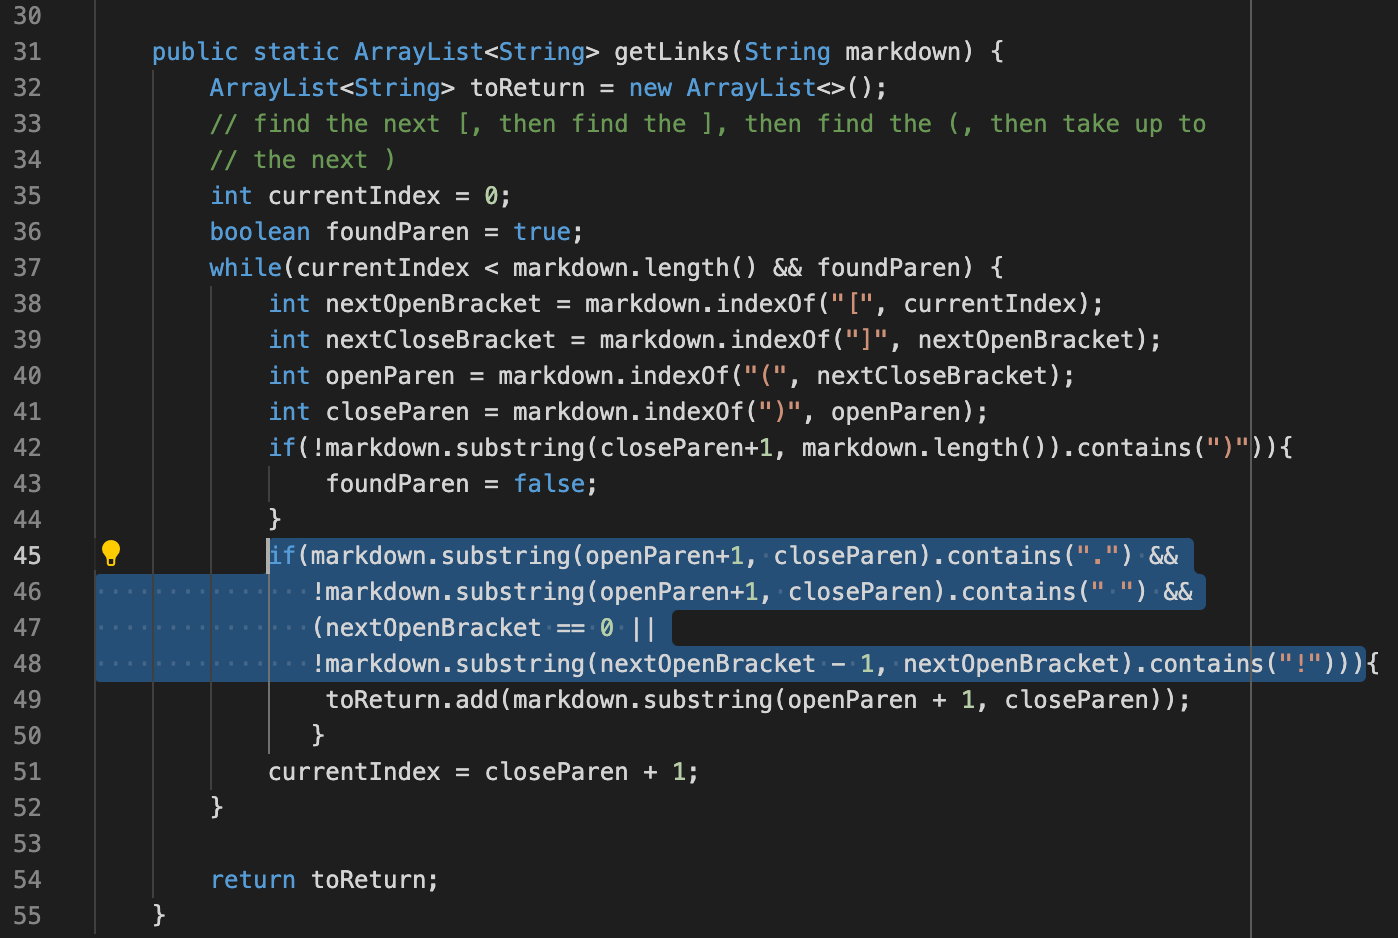 30
31 public static ArrayList<String> getLinks(String markdown) {
32 ArrayList<String> toReturn = new ArrayList<>();
33 // find the next [, then find the ], then find the (, then take up to
34 // the next )
35 int currentIndex = 0;
36 boolean foundParen = true;
37 while(currentIndex < markdown.length() && foundParen) {
38 int nextOpenBracket = markdown.indexOf("[", currentIndex);
39 int nextCloseBracket = markdown.indexOf("]", nextOpenBracket);
40 int openParen = markdown.indexOf("(", nextCloseBracket);
41 int closeParen = markdown.indexOf(")", openParen);
42 if(!markdown.substring(closeParen+1, markdown.length()).contains(")")){
43 foundParen = false;
44 }
45 if(markdown.substring(openParen+1, closeParen).contains(".") &&
46 !markdown.substring(openParen+1, closeParen).contains(" ") &&
47 (nextOpenBracket == 0 ||
48 !markdown.substring(nextOpenBracket - 1, nextOpenBracket).contains("!"))){
49 toReturn.add(markdown.substring(openParen + 1, closeParen));
50 }
51 currentIndex = closeParen + 1;
52 }
53
54 return toReturn;
55 }